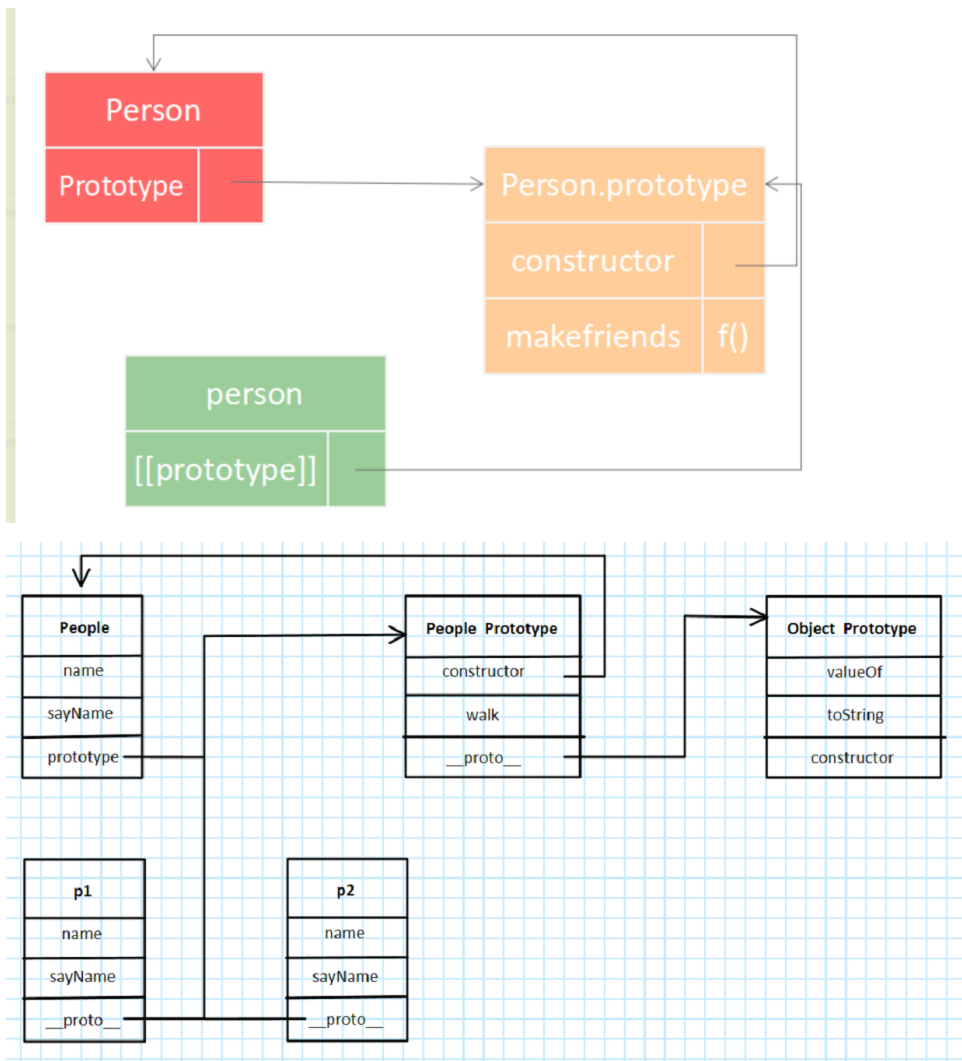 Person
Prototype
Person.prototype
constructor
makefriends f()
person
[[prototype]]
People
name
sayName
prototype
People Prototype
constructor
walk
__proto__
Object Prototype
valueOf
toString
constructor
p1
name
sayName
__proto__
p2
name
sayName
__proto__